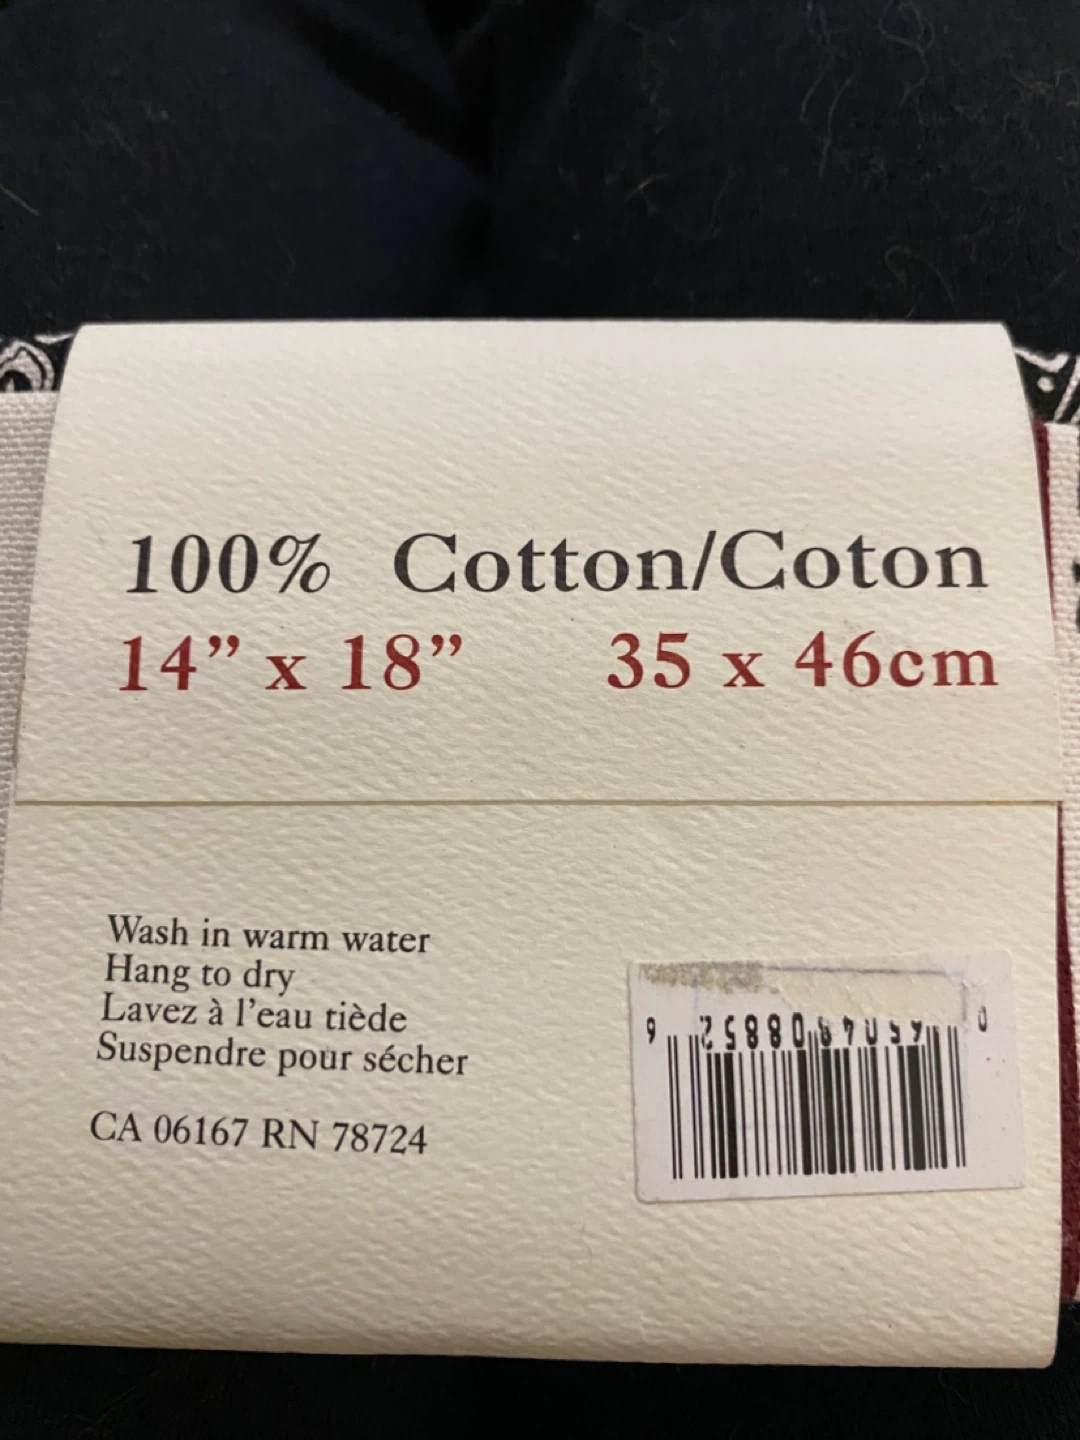 100% Cotton/Coton
14” x 18” 35 x 46cm
Wash in warm water
Hang to dry
Lavez à l’eau tiède
Suspendre pour sécher
CA 06167 RN 78724